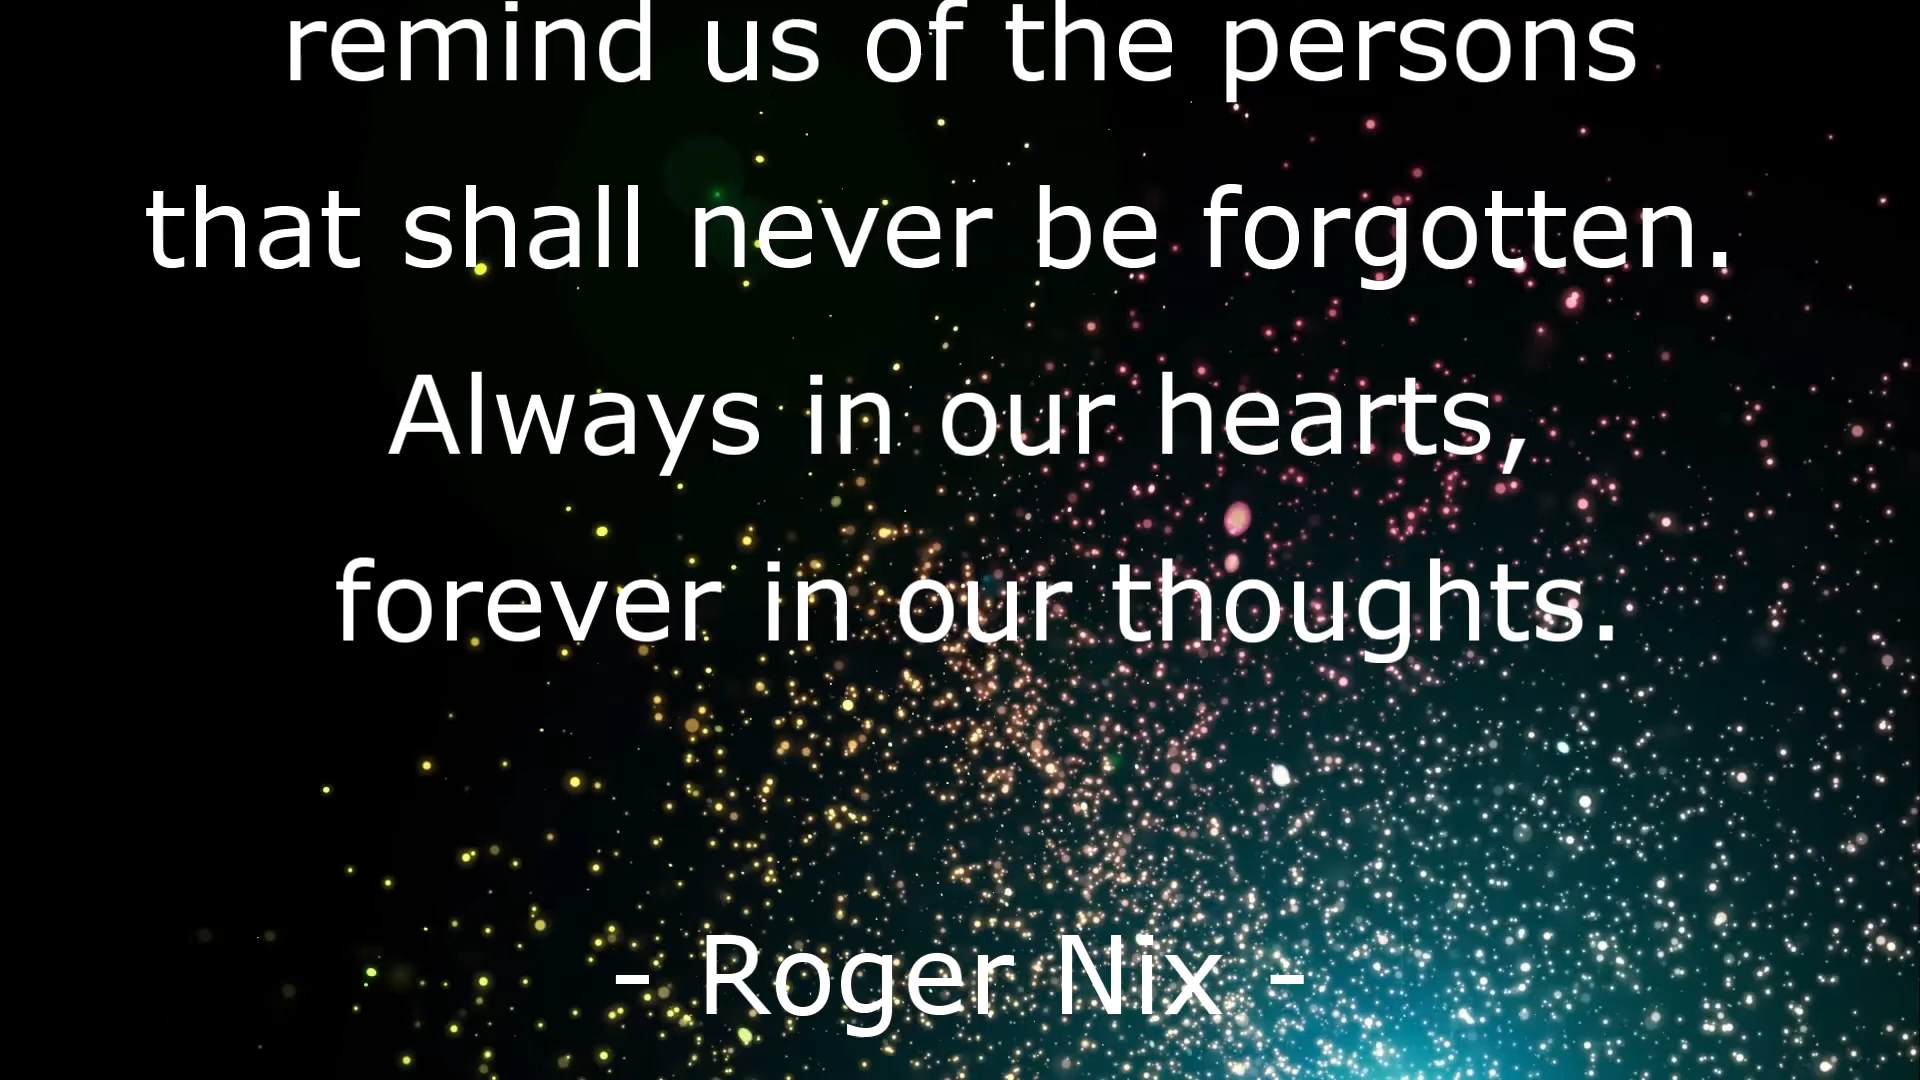 remind us of the persons
that shall never be forgotten.
Always in our hearts,
forever in our thoughts.
- Roger Nix -